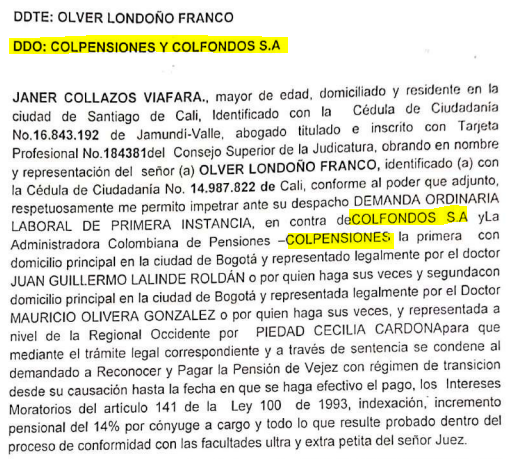 DDTE: OLVER LONDOÑO FRANCO
DDO: COLPENSIONES Y COLFONDOS S.A
JANER COLLAZOS VIAFARA., mayor de edad, domiciliado y residente en la
ciudad de Santiago de Cali, Identificado con la Cédula de Ciudadanía
No.16.843.192 de Jamundi-Valle, abogado titulado e inscrito con Tarjeta
Profesional No.184381del Consejo Superior de la Judicatura, obrando en nombre
y representación del señor (a) OLVER LONDOÑO FRANCO, identificado (a) con
la Cédula de Ciudadanía No. 14.987.822 de Cali, conforme al poder que adjunto,
respetuosamente me permito impetrar ante su despacho DEMANDA ORDINARIA
LABORAL DE PRIMERA INSTANCIA, en contra deCOLFONDOS S.A yLa
Administradora Colombiana de Pensiones –COLPENSIONES la primera con
domicilio principal en la ciudad de Bogotá y representado legalmente por el doctor
JUAN GUILLERMO LALINDE ROLDÁN o por quien haga sus veces y segundacon
domicilio principal en la ciudad de Bogotá y representada legalmente por el Doctor
MAURICIO OLIVERA GONZALEZ o por quien haga sus veces, y representada a
nivel de la Regional Occidente por PIEDAD CECILIA CARDONApara que
mediante el trámite legal correspondiente y a través de sentencia se condene al
demandado a Reconocer y Pagar la Pensión de Vejez con régimen de transicion
desde su causación hasta la fecha en que se haga efectivo el pago, los Intereses
Moratorios del articulo 141 de la Ley 100 de 1993, indexación, incremento
pensional del 14% por cónyuge a cargo y todo lo que resulte probado dentro del
proceso de conformidad con las facultades ultra y extra petita del señor Juez.